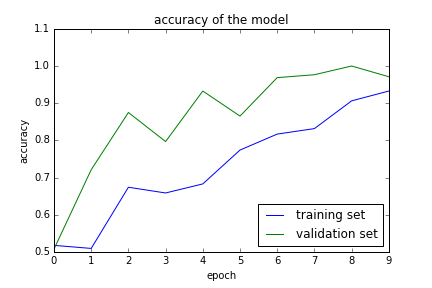 accuracy of the model
1.1
1.0
0.9
0.8
0.7
0.6
0.5
accuracy
training set
validation set
0 1 2 3 4 5 6 7 8 9
epoch